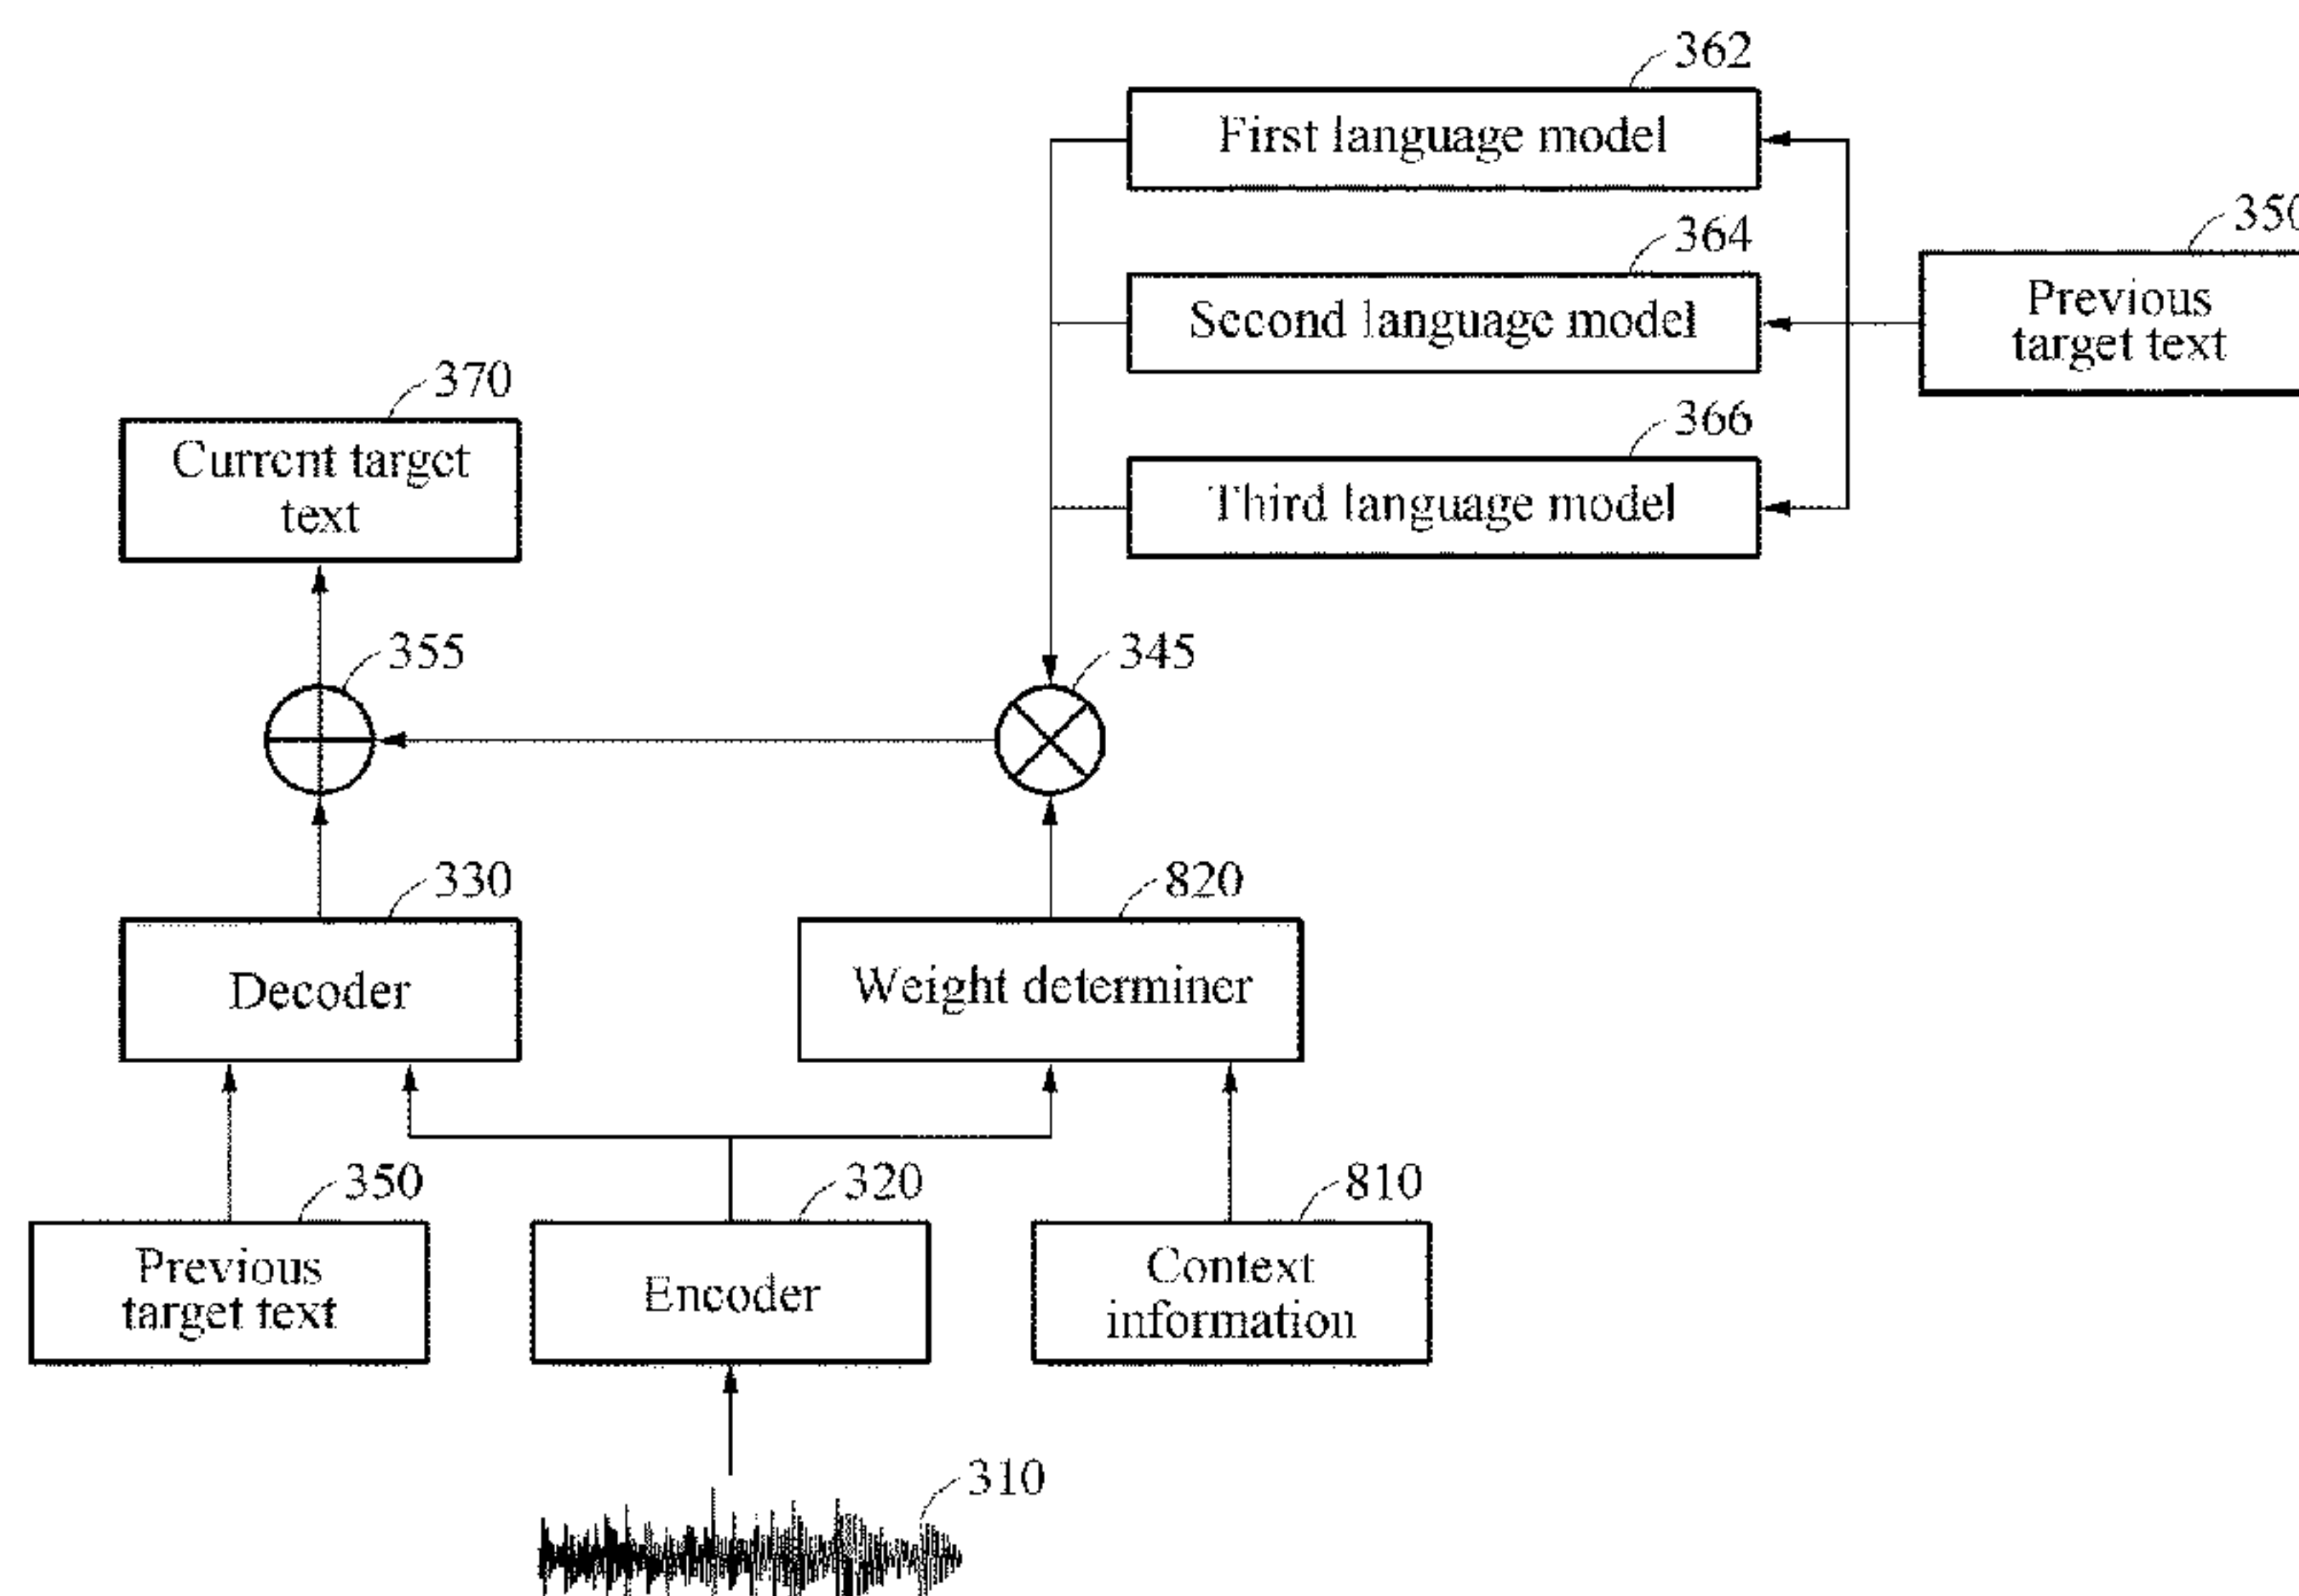 362
First language model
350
364
Previous
target text
Second language model
370
366
Current target
text
Third language model
355
345
330
820
Decoder
Weight determiner
350
320
810
Previous
target text
Encoder
Context
information
310